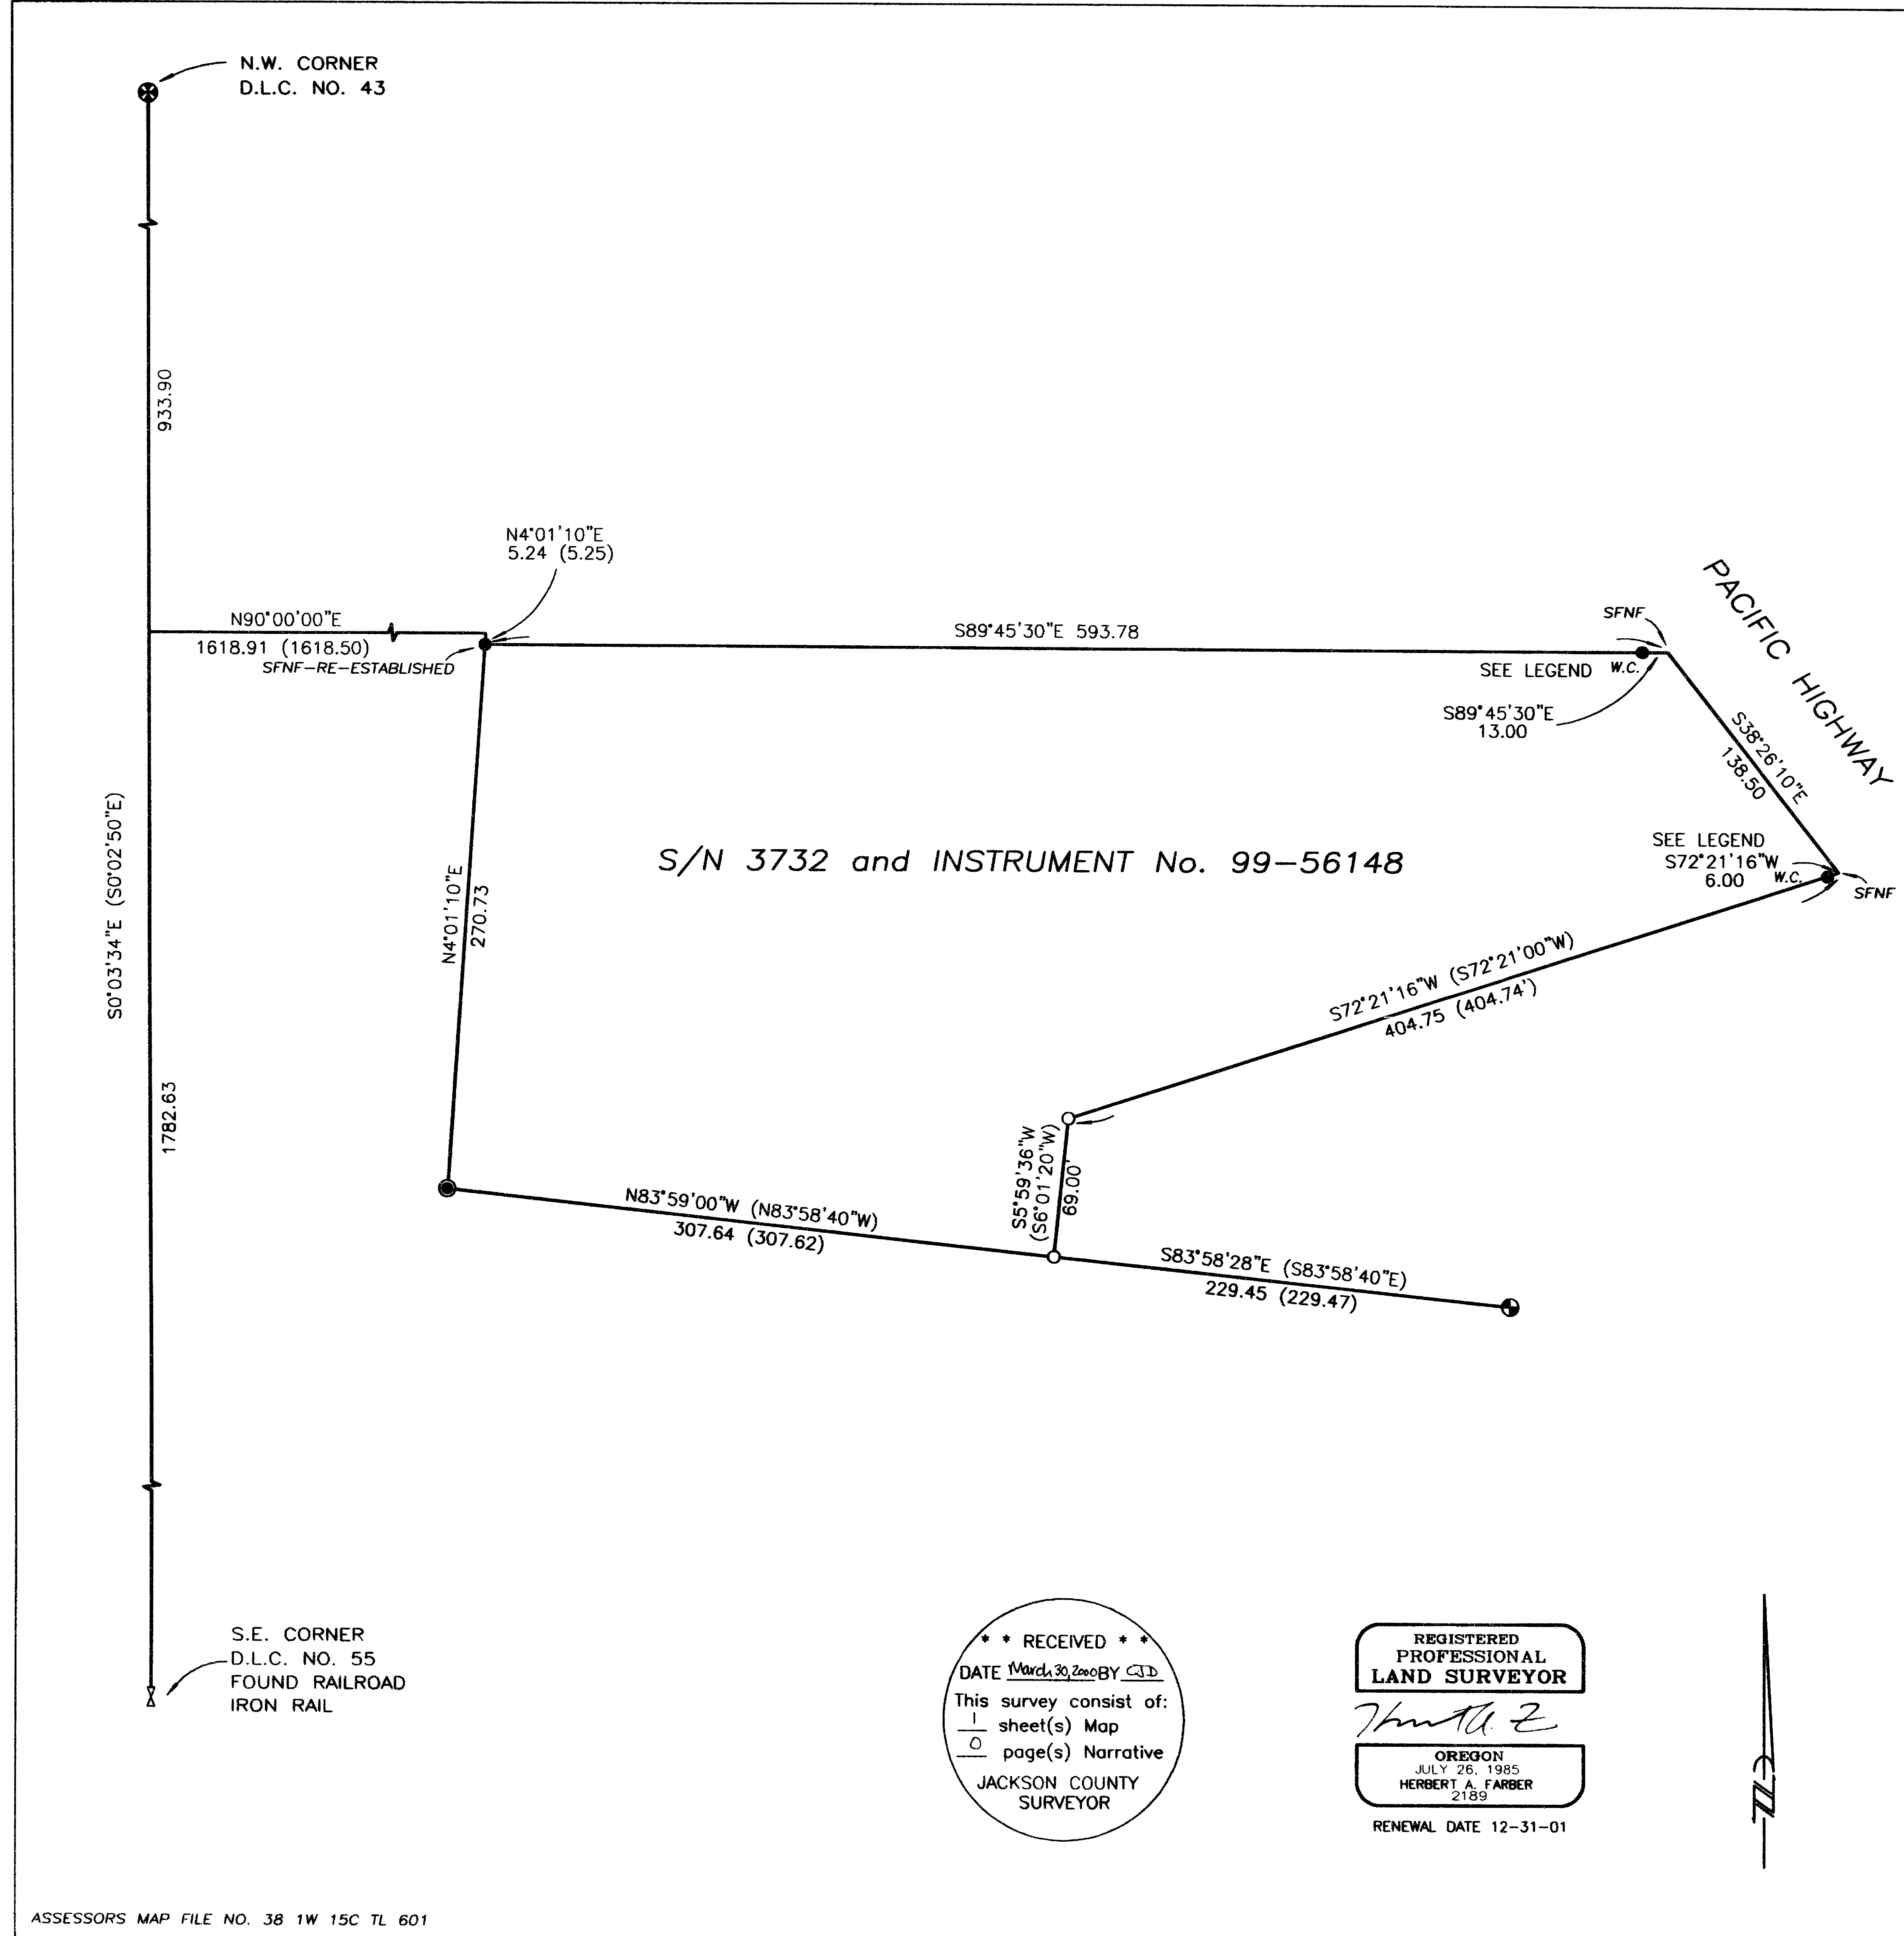 N.W. CORNER
D.L.C. NO. 43
933.90
N4°01'10"E
5.24 (5.25)
N90°00'00"E
1618.91 (1618.50)
SFNF-RE-ESTABLISHED
S89°45'30"E 593.78
SFNF
SEE LEGEND W.C.
S89°45'30"E
13.00
PACIFIC HIGHWAY
S38°26'10"E
138.50
S0°03'34"E (S0°02'50"E)
S/N 3732 and INSTRUMENT No. 99-56148
SEE LEGEND
S72°21'16"W
6.00 W.C.
SFNF
N4°01'10"E
270.73
S72°21'16"W (S72°21'00"W)
404.75 (404.74')
1782.63
S5°59'36"W
(S6°01'20"W)
69.00'
N83°59'00"W (N83°58'40"W)
307.64 (307.62)
S83°58'28"E (S83°58'40"E)
229.45 (229.47)
S.E. CORNER
D.L.C. NO. 55
FOUND RAILROAD
IRON RAIL
* * RECEIVED * *
DATE March 30, 2000 BY CJD
This survey consist of:
1 sheet(s) Map
0 page(s) Narrative
JACKSON COUNTY
SURVEYOR
REGISTERED
PROFESSIONAL
LAND SURVEYOR
OREGON
JULY 26, 1985
HERBERT A. FARBER
2189
RENEWAL DATE 12-31-01
ASSESSORS MAP FILE NO. 38 1W 15C TL 601